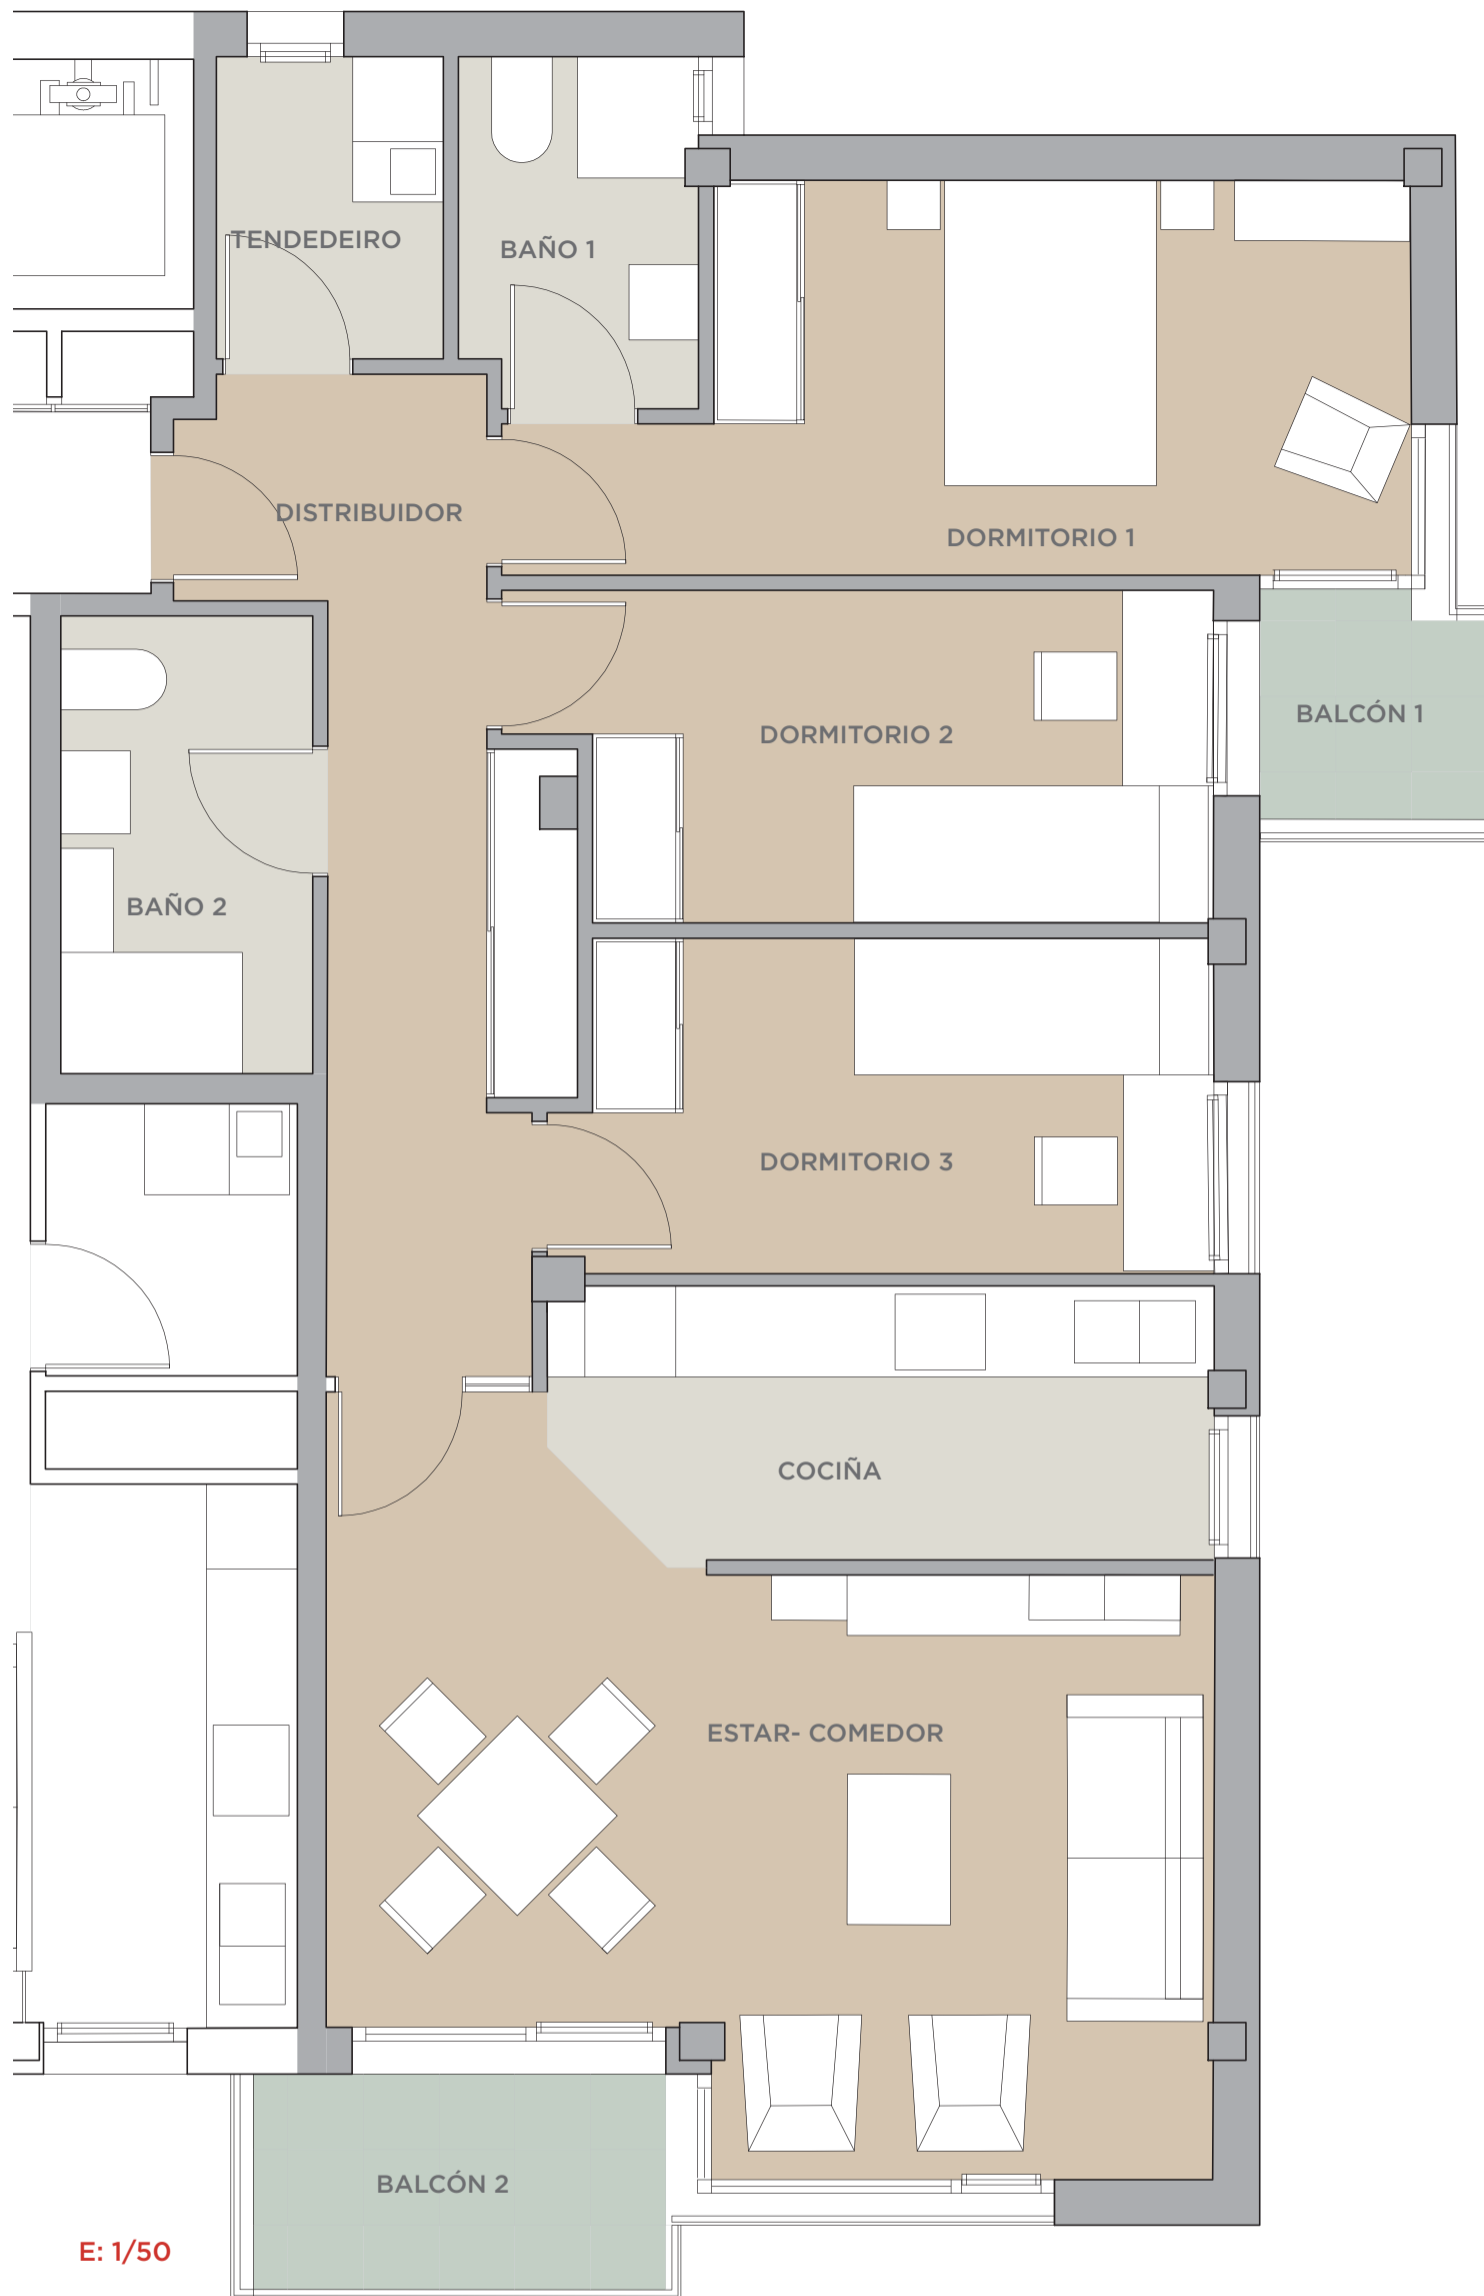 TENDEDEIRO
BAÑO 1
DISTRIBUIDOR
DORMITORIO 1
BALCÓN 1
DORMITORIO 2
BAÑO 2
DORMITORIO 3
COCIÑA
ESTAR- COMEDOR
BALCÓN 2
E: 1/50